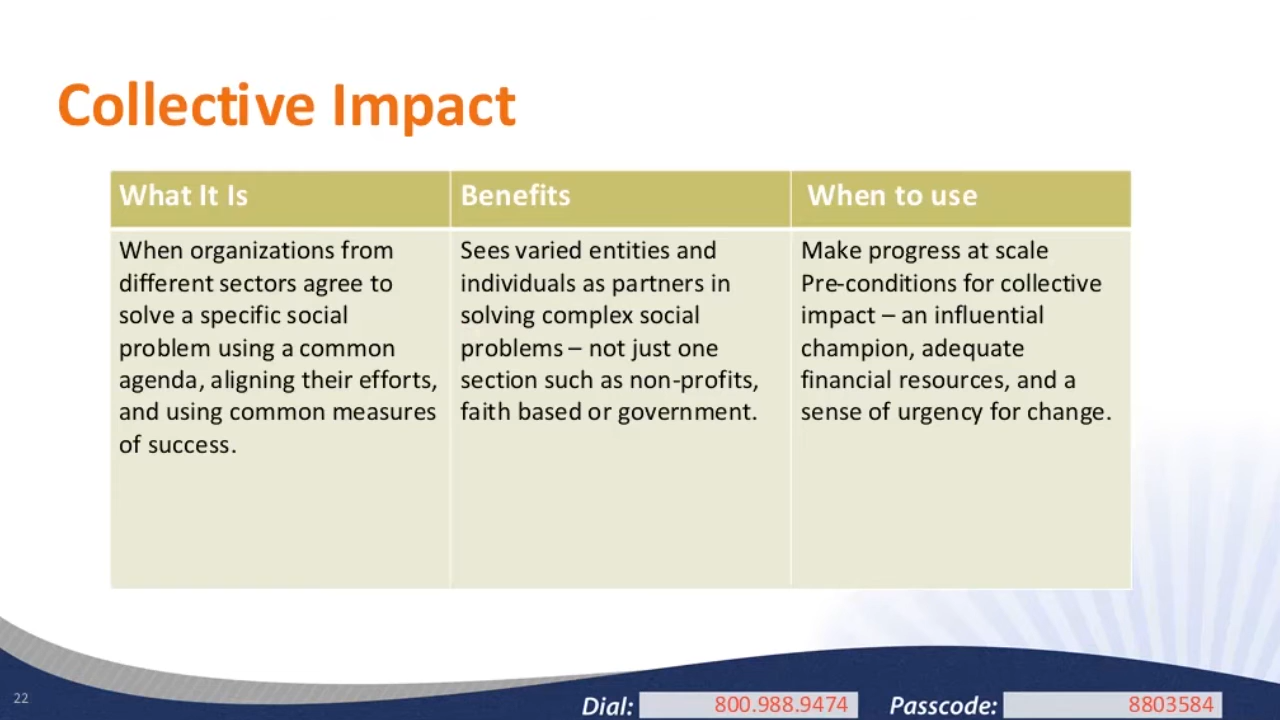 Collective Impact
What It Is
Benefits
When to use
When organizations from
different sectors agree to
solve a specific social
problem using a common
agenda, aligning their efforts,
and using common measures
of success.
Sees varied entities and
individuals as partners in
solving complex social
problems – not just one
section such as non-profits,
faith based or government.
Make progress at scale
Pre-conditions for collective
impact – an influential
champion, adequate
financial resources, and a
sense of urgency for change.
22
Dial: 800.988.9474 Passcode: 8803584